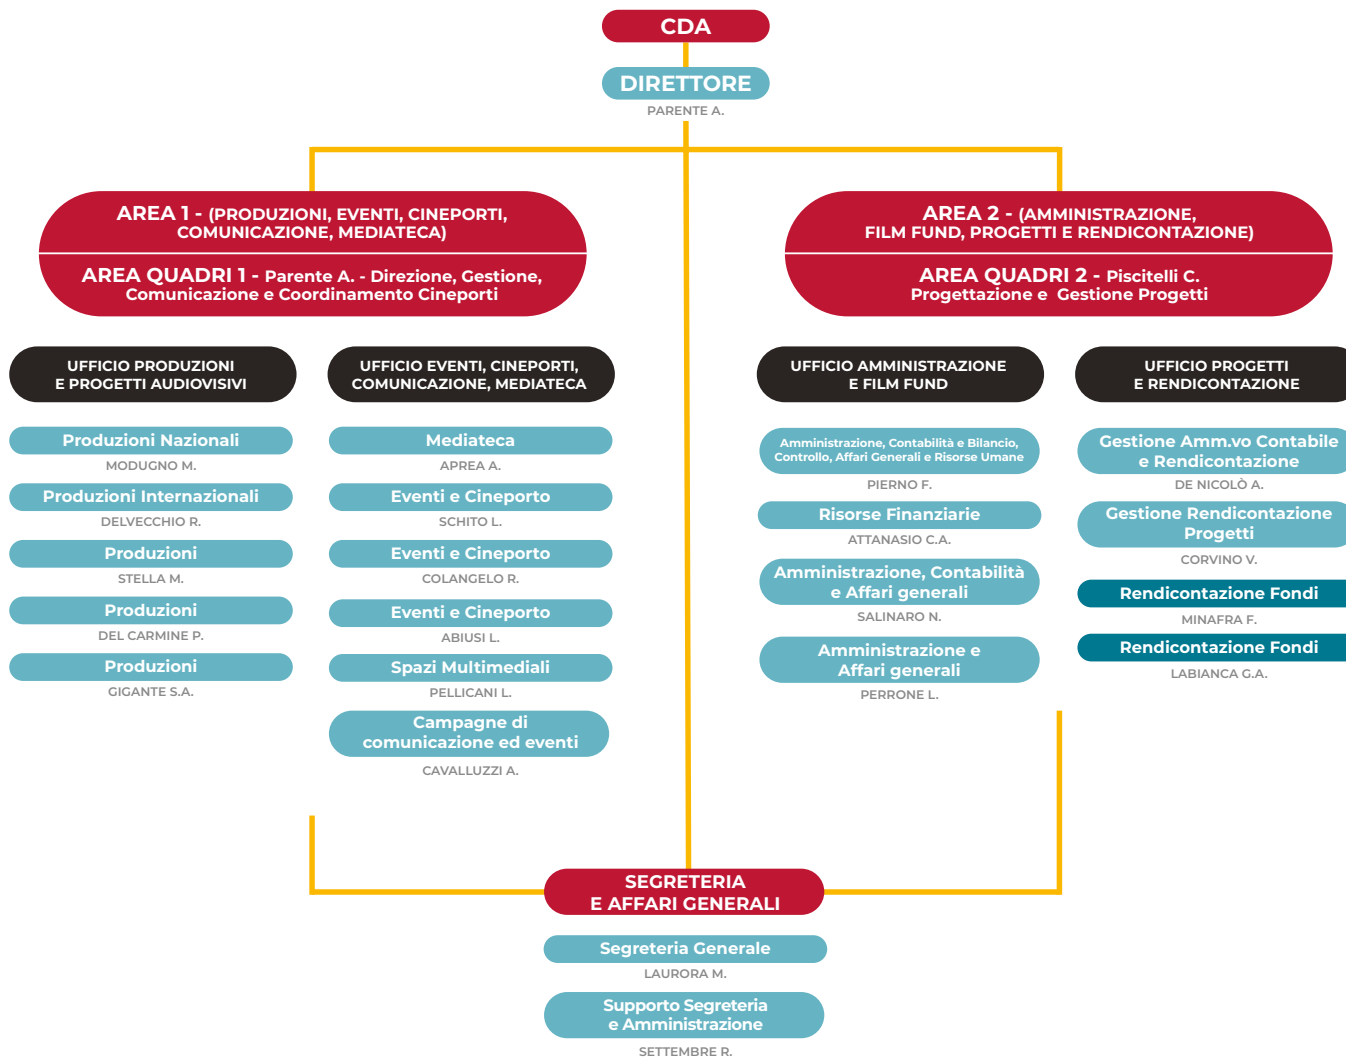 CDA
DIRETTORE
PARENTE A.
AREA 1 - (PRODUZIONI, EVENTI, CINEPORTI,
COMUNICAZIONE, MEDIATECA)
AREA QUADRI 1 - Parente A. - Direzione, Gestione,
Comunicazione e Coordinamento Cineporti
AREA 2 - (AMMINISTRAZIONE,
FILM FUND, PROGETTI E RENDICONTAZIONE)
AREA QUADRI 2 - Piscitelli C.
Progettazione e Gestione Progetti
UFFICIO PRODUZIONI
E PROGETTI AUDIOVISIVI
Produzioni Nazionali
MODUGNO M.
Produzioni Internazionali
DELVECCHIO R.
Produzioni
STELLA M.
Produzioni
DEL CARMINE P.
Produzioni
GIGANTE S.A.
UFFICIO EVENTI, CINEPORTI,
COMUNICAZIONE, MEDIATECA
Mediateca
APREA A.
Eventi e Cineporto
SCHITO L.
Eventi e Cineporto
COLANGELO R.
Eventi e Cineporto
ABIUSI L.
Spazi Multimediali
PELLICANI L.
Campagne di
comunicazione ed eventi
CAVALLUZZI A.
UFFICIO AMMINISTRAZIONE
E FILM FUND
Amministrazione, Contabilità e Bilancio,
Controllo, Affari Generali e Risorse Umane
PIERNO F.
Risorse Finanziarie
ATTANASIO C.A.
Amministrazione, Contabilità
e Affari generali
SALINARO N.
Amministrazione e
Affari generali
PERRONE L.
UFFICIO PROGETTI
E RENDICONTAZIONE
Gestione Amm.vo Contabile
e Rendicontazione
DE NICOLÒ A.
Gestione Rendicontazione
Progetti
CORVINO V.
Rendicontazione Fondi
MINAFRA F.
Rendicontazione Fondi
LABIANCA G.A.
SEGRETERIA
E AFFARI GENERALI
Segreteria Generale
LAURORA M.
Supporto Segreteria
e Amministrazione
SETTEMBRE R.